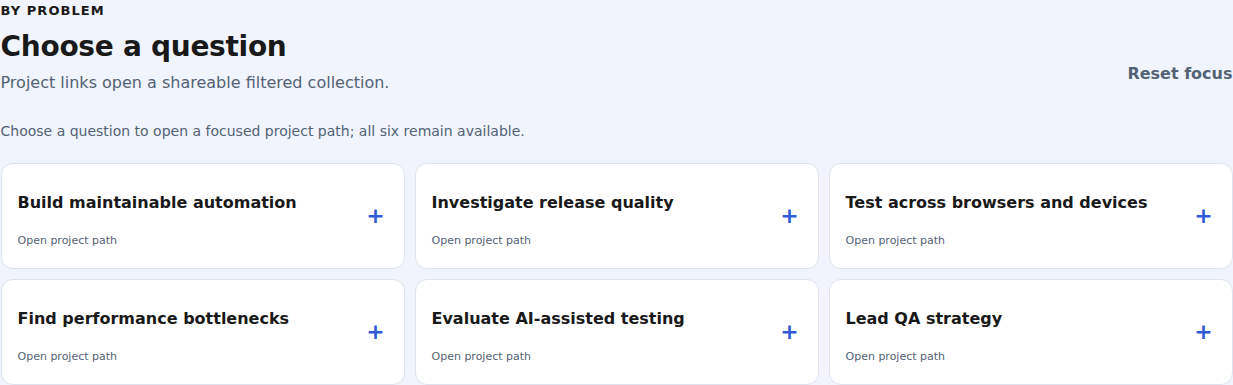 BY PROBLEM
Choose a question
Project links open a shareable filtered collection.
Reset focus
Choose a question to open a focused project path; all six remain available.
Build maintainable automation
Open project path
+
Investigate release quality
Open project path
+
Test across browsers and devices
Open project path
+
Find performance bottlenecks
Open project path
+
Evaluate AI-assisted testing
Open project path
+
Lead QA strategy
Open project path
+